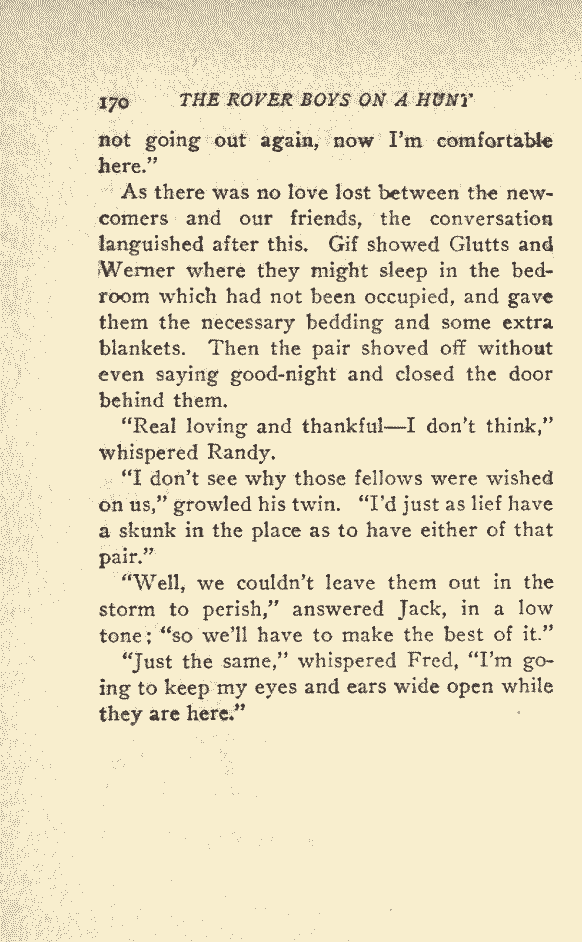 170 THE ROVER BOYS ON A HUNT
not going out again, now I'm comfortable
here."
As there was no love lost between the new-
comers and our friends, the conversation
languished after this. Gif showed Glutts and
Werner where they might sleep in the bed-
room which had not been occupied, and gave
them the necessary bedding and some extra
blankets. Then the pair shoved off without
even saying good-night and closed the door
behind them.
"Real loving and thankful—I don't think,"
whispered Randy.
"I don't see why those fellows were wished
on us," growled his twin. "I'd just as lief have
a skunk in the place as to have either of that
pair."
"Well, we couldn't leave them out in the
storm to perish," answered Jack, in a low
tone; "so we'll have to make the best of it."
"Just the same," whispered Fred, "I'm go-
ing to keep my eyes and ears wide open while
they are here."